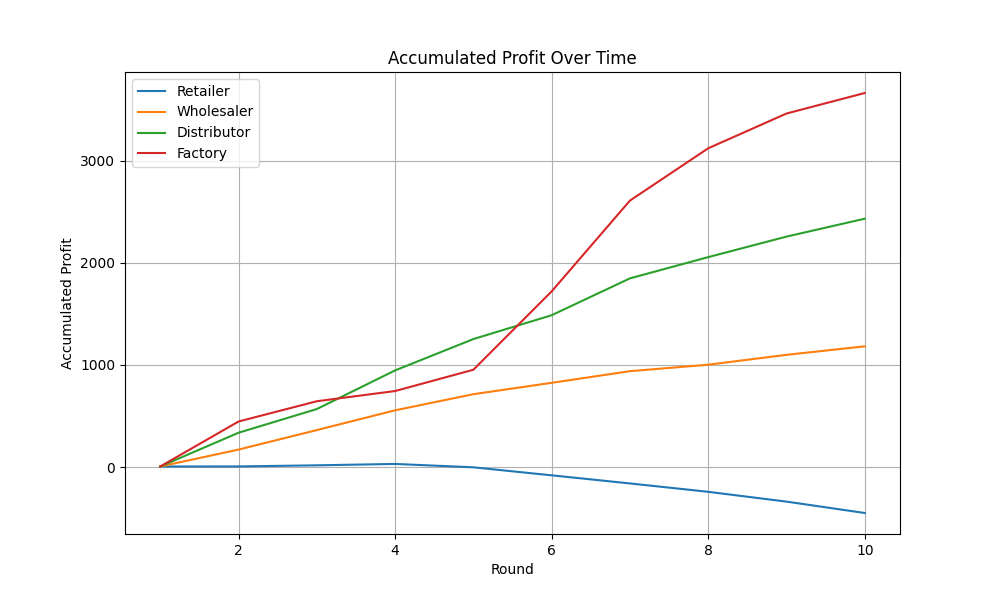 Accumulated Profit Over Time
Retailer
Wholesaler
Distributor
Factory
Accumulated Profit
3000
2000
1000
0
2 4 6 8 10
Round